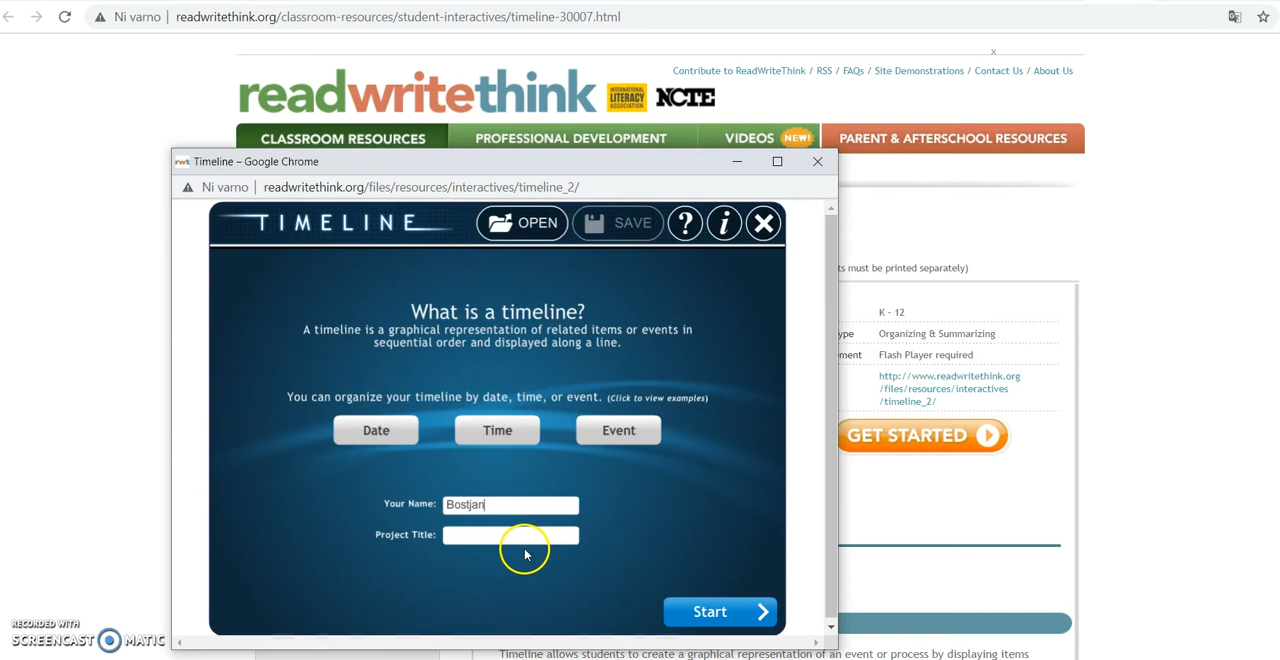 Ni varno
readwritethink.org/classroom-resources/student-interactives/timeline-30007.html
x
Contribute to ReadWriteThink / RSS / FAQs / Site Demonstrations / Contact Us / About Us
readwritethink
INTERNATIONAL
LITERACY
ASSOCIATION
NCTE
CLASSROOM RESOURCES
PROFESSIONAL DEVELOPMENT
VIDEOS NEW!
PARENT & AFTERSCHOOL RESOURCES
rwt Timeline – Google Chrome
Ni varno
readwritethink.org/files/resources/interactives/timeline_2/
TIMELINE
OPEN
SAVE
?
i
ts must be printed separately)
What is a timeline?
A timeline is a graphical representation of related items or events in
sequential order and displayed along a line.
K - 12
ype
Organizing & Summarizing
ement
Flash Player required
http://www.readwritethink.org
/files/resources/interactives
/timeline_2/
You can organize your timeline by date, time, or event. (Click to view examples)
Date
Time
Event
GET STARTED
Your Name:
Bostjan
Project Title:
Start
RECORDED WITH
SCREENCAST MATIC
Timeline allows students to create a graphical representation of an event or process by displaying items